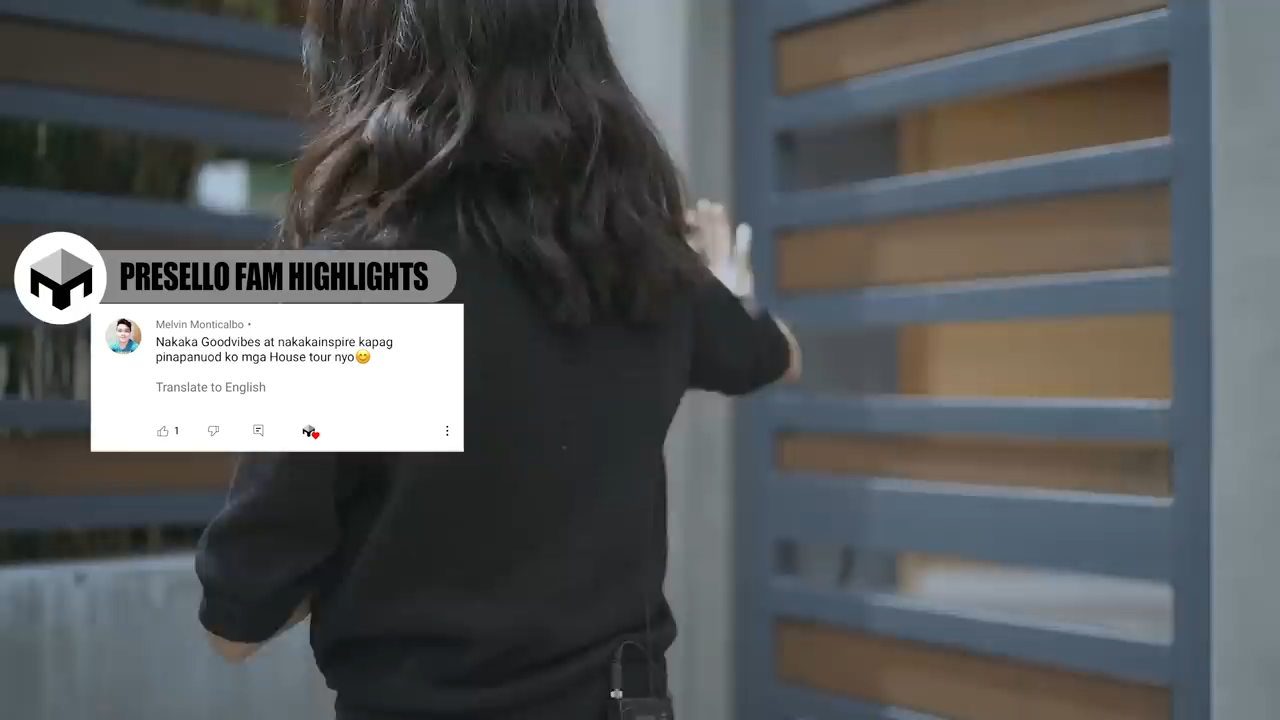 PRESELLO FAM HIGHLIGHTS
Melvin Monticalbo •
Nakaka Goodvibes at nakakainspire kapag
pinapanuod ko mga House tour nyo😊
Translate to English
1